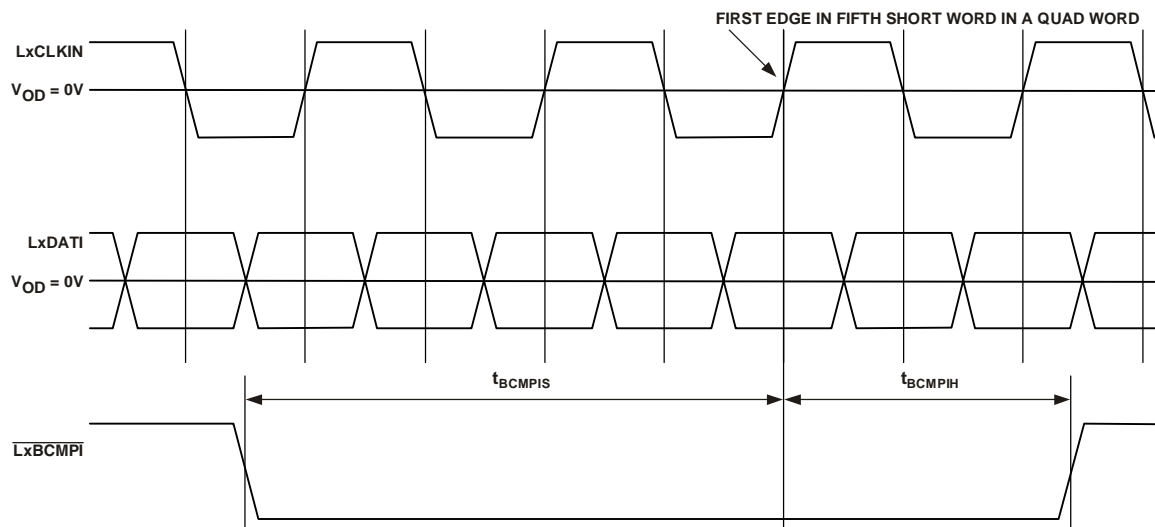 FIRST EDGE IN FIFTH SHORT WORD IN A QUAD WORD
LxCLKIN
VOD = 0V
LxDATI
VOD = 0V
tBCMPIS
tBCMPIH
LxBCMPI